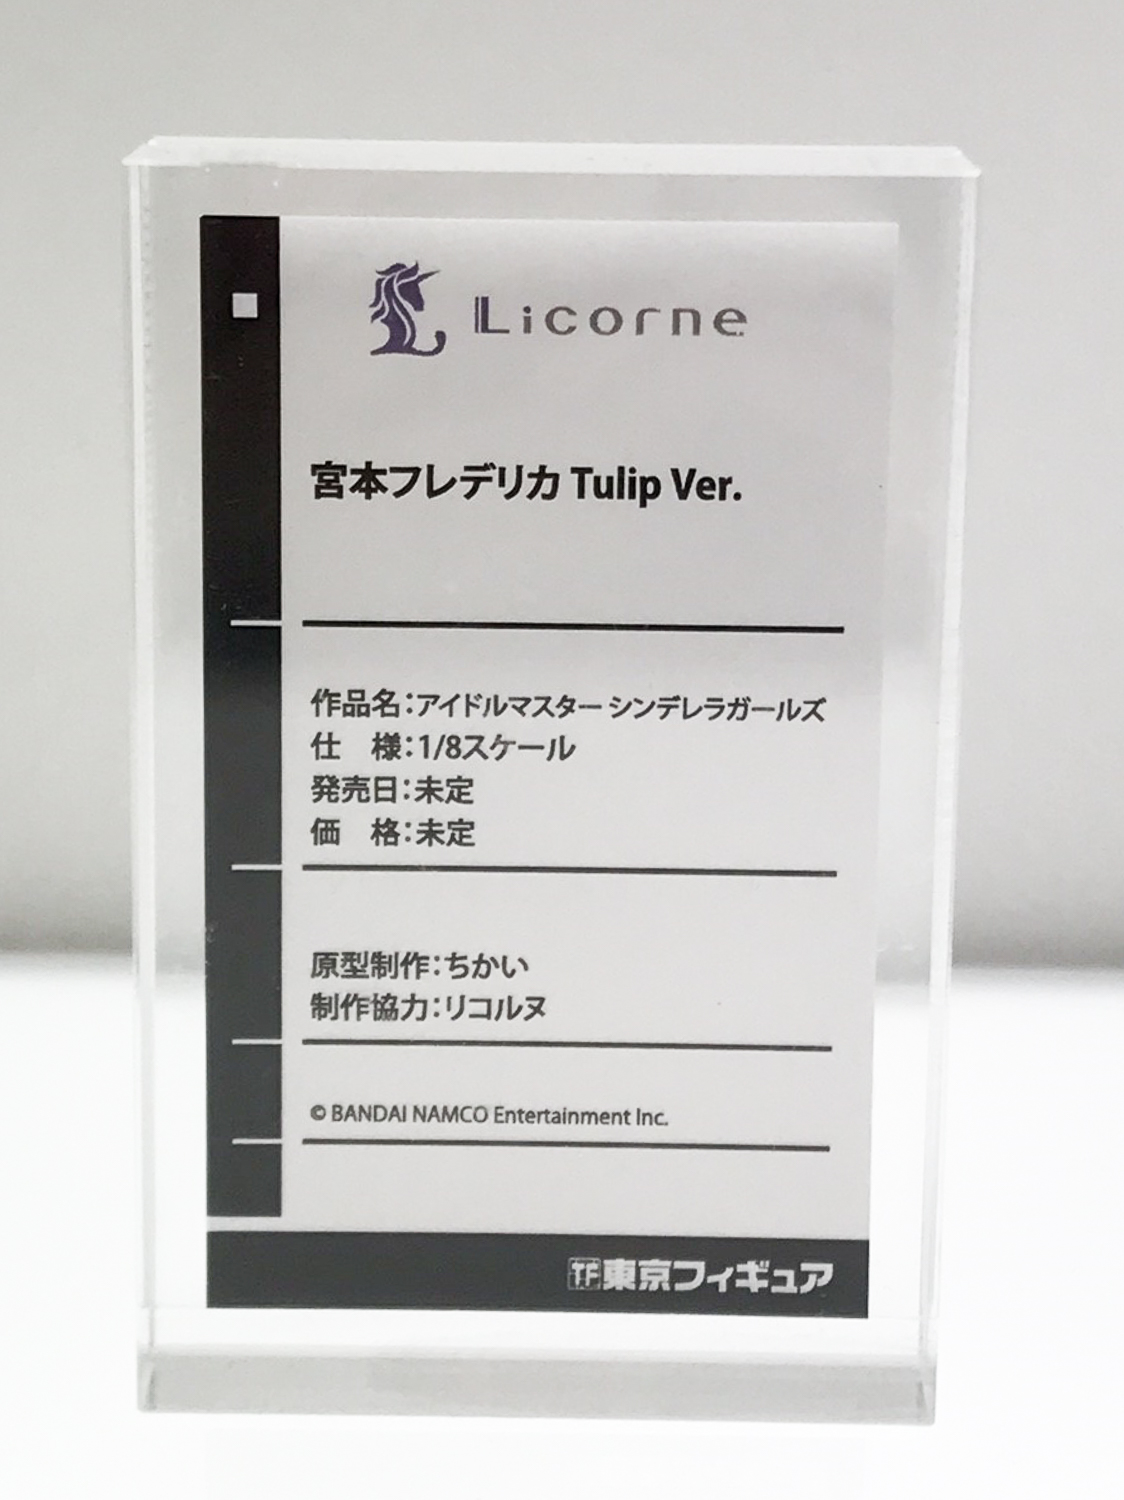 Licorne
宮本フレデリカ Tulip Ver.
作品名：アイドルマスター シンデレラガールズ
仕　様：1/8スケール
発売日：未定
価　格：未定
原型制作：ちかい
制作協力：リコルヌ
© BANDAI NAMCO Entertainment Inc.
TF東京フィギュア